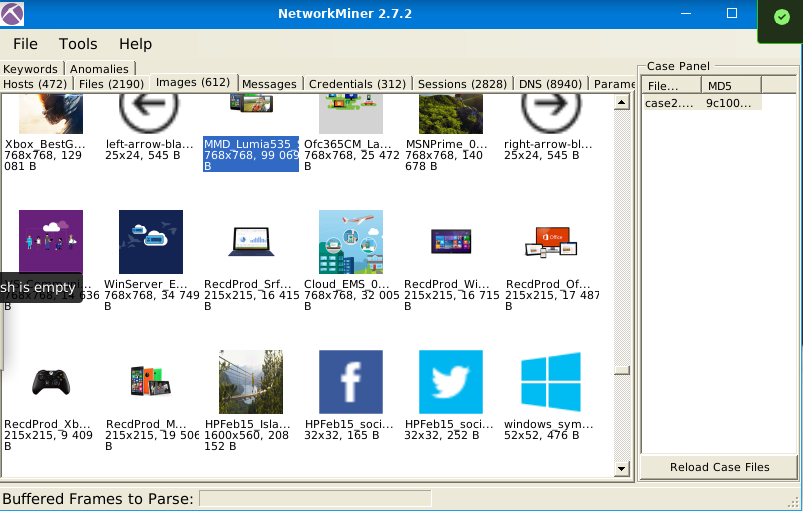 NetworkMiner 2.7.2
File Tools Help
Keywords Anomalies
Hosts (472) Files (2190) Images (612) Messages Credentials (312) Sessions (2828) DNS (8940) Parame
Xbox_BestG...
768x768, 129
081 B
left-arrow-bla...
25x24, 545 B
MMD_Lumia535_
768x768, 99 069
B
Ofc365CM_La...
768x768, 25 472
B
MSNPrime_0...
768x768, 140
678 B
right-arrow-bl...
25x24, 545 B
768x768, 14 636
B
WinServer_E...
768x768, 34 749
B
RecdProd_Srf...
215x215, 16 415
B
Cloud_EMS_0...
768x768, 32 005
B
RecdProd_Wi...
215x215, 16 715
B
Office
RecdProd_Of...
215x215, 17 487
B
sh is empty
RecdProd_Xb...
215x215, 9 409
B
RecdProd_M...
215x215, 19 506
B
HPFeb15_Isla...
1600x560, 208
152 B
f
HPFeb15_soci...
32x32, 165 B
HPFeb15_soci...
32x32, 252 B
windows_sym...
52x52, 476 B
Case Panel
File... MD5
case2.... 9c100...
Reload Case Files
Buffered Frames to Parse: